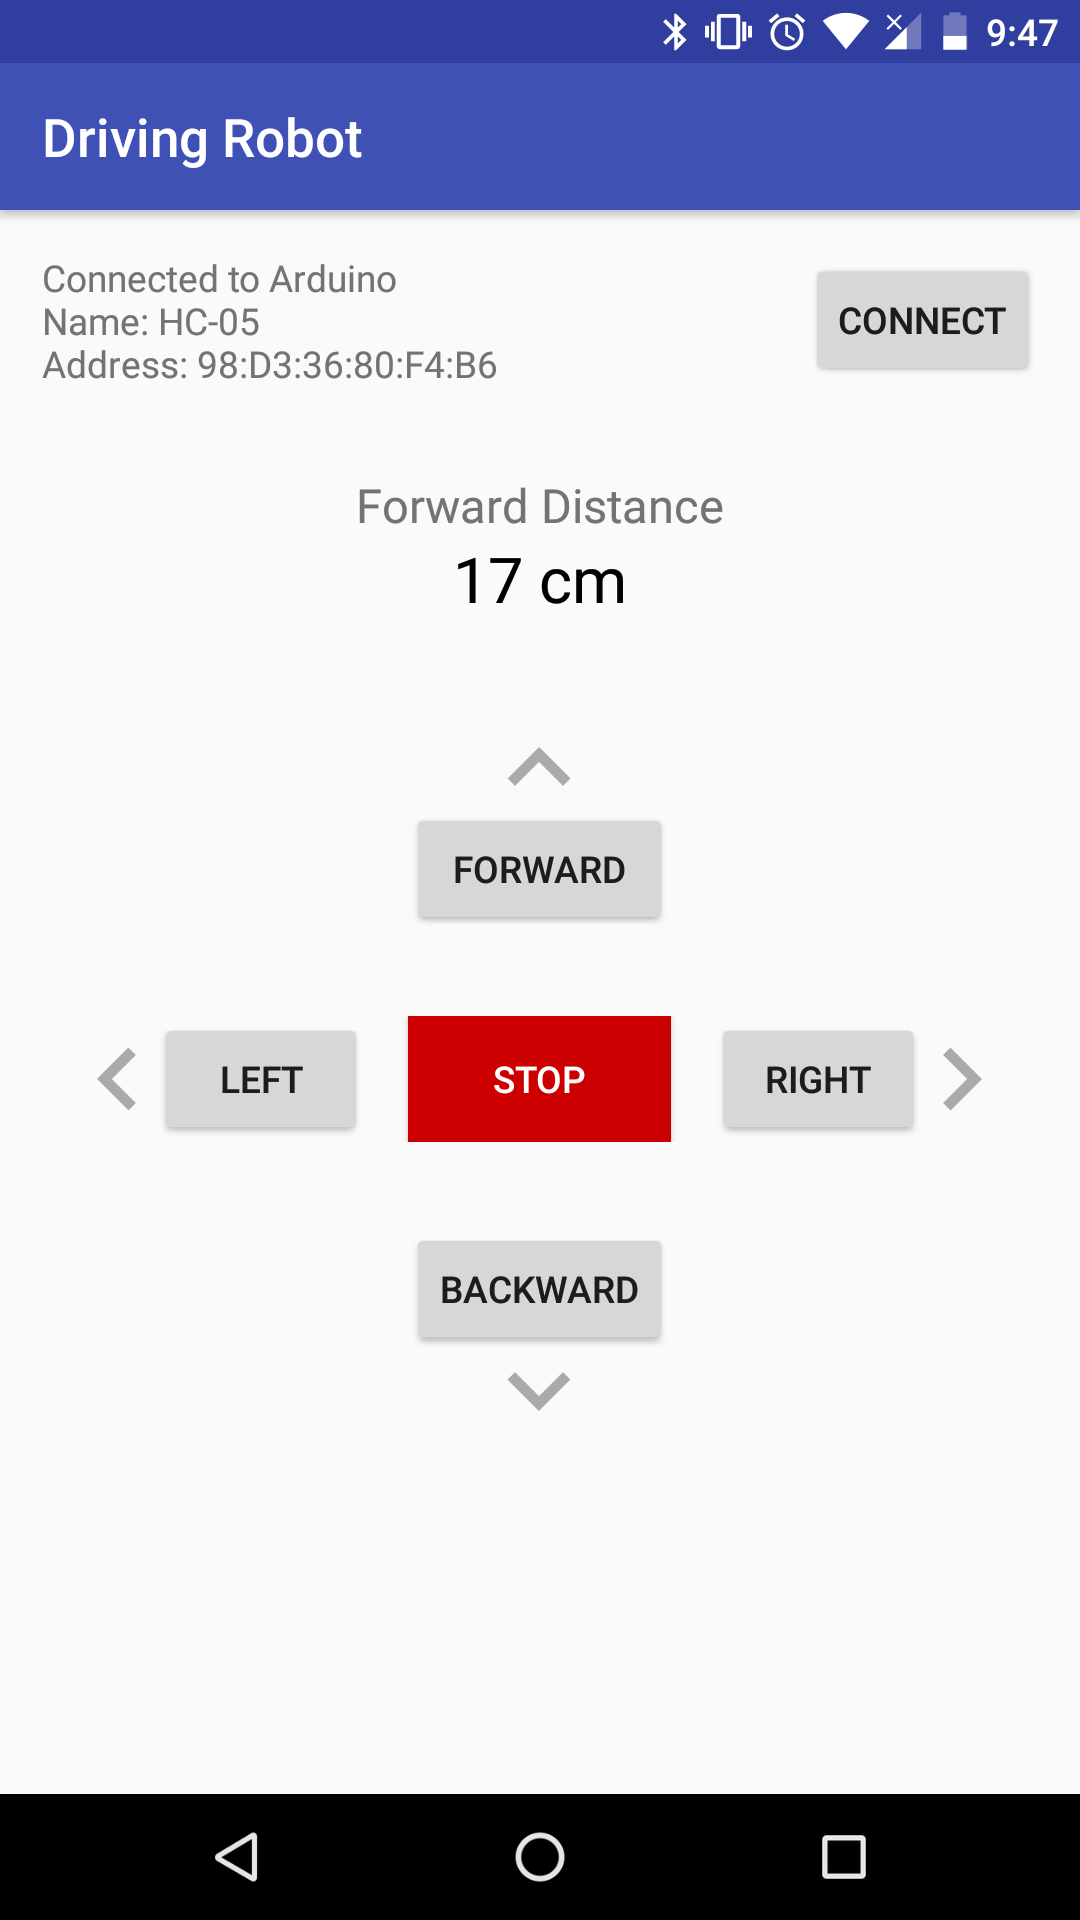 9:47
Driving Robot
Connected to Arduino
Name: HC-05
Address: 98:D3:36:80:F4:B6
CONNECT
Forward Distance
17 cm
FORWARD
LEFT
STOP
RIGHT
BACKWARD